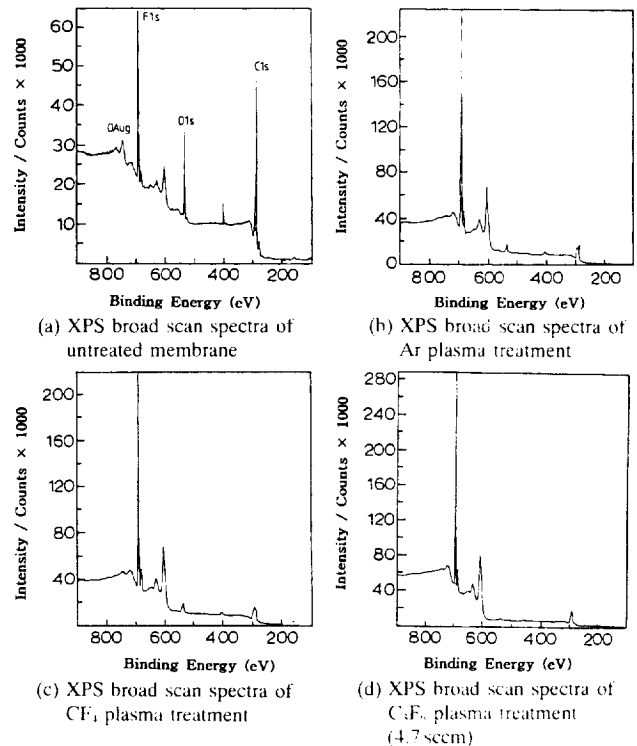 60
50
40
30
20
10
Intensity / Counts × 1000
F1s
OAug
O1s
C1s
800 600 400 200
Binding Energy (eV)
(a) XPS broad scan spectra of
untreated membrane
200
160
120
80
40
0
Intensity / Counts × 1000
800 600 400 200
Binding Energy (eV)
(b) XPS broad scan spectra of
Ar plasma treatment
200
160
120
80
40
Intensity / Counts × 1000
800 600 400 200
Binding Energy (eV)
(c) XPS broad scan spectra of
CF₄ plasma treatment
280
240
200
160
120
80
40
0
Intensity / Counts × 1000
800 600 400 200
Binding Energy (eV)
(d) XPS broad scan spectra of
plasma treatment
(4.7 sccm)